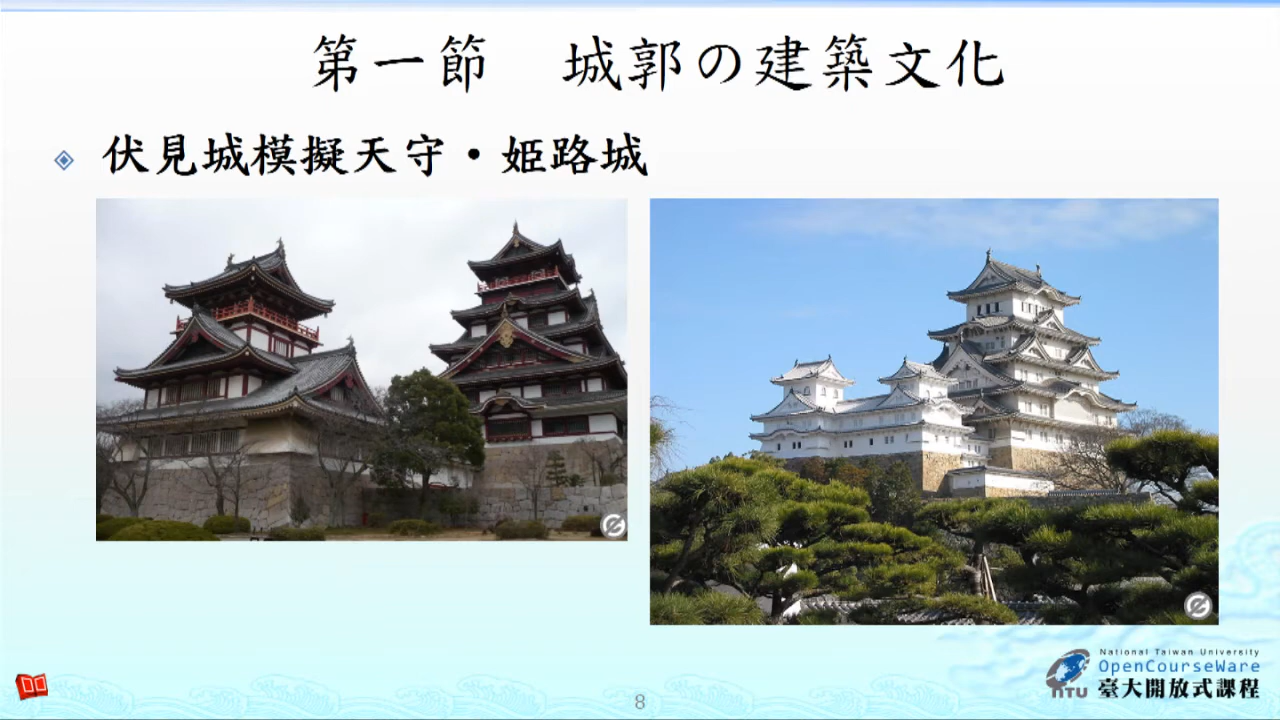 第一節　城郭の建築文化
伏見城模擬天守・姫路城
National Taiwan University
OpenCourseWare
NTU 臺大開放式課程
8